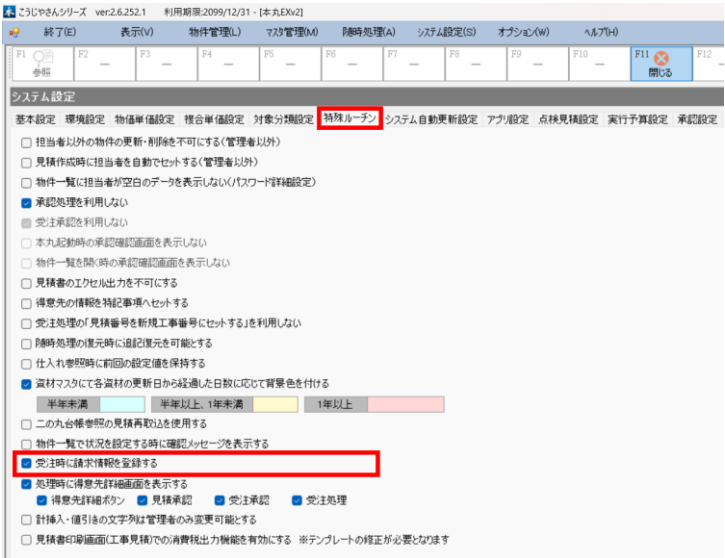 こうじやさんシリーズ ver:2.6.252.1 利用期限:2099/12/31 - [本丸EXv2]
終了(E) 表示(V) 物件管理(L) マスタ管理(M) 随時処理(A) システム設定(S) オプション(W) ヘルプ(H)
F1 F2 F3 F4 F5 F6 F7 F8 F9 F10 F11 F12
参照 閉じる
システム設定
基本設定 環境設定 物価単価設定 複合単価設定 対象分類設定 特殊ルーチン システム自動更新設定 アプリ設定 点検見積設定 実行予算設定 承認設定
担当者以外の物件の更新・削除を不可にする(管理者以外)
見積作成時に担当者を自動でセットする(管理者以外)
物件一覧に担当者が空白のデータを表示しない(パスワード詳細設定)
承認処理を利用しない
受注承認を利用しない
本丸起動時の承認確認画面を表示しない
物件一覧を開く時の承認確認画面を表示しない
見積書のエクセル出力を不可にする
得意先の情報を特記事項へセットする
受注処理の「見積番号を新規工事番号にセットする」を利用しない
随時処理の復元時に追記復元を可能とする
仕入れ参照時に前回の設定値を保持する
資材マスタにて各資材の更新日から経過した日数に応じて背景色を付ける
半年未満 半年以上、1年未満 1年以上
二の丸台帳参照の見積再取込を使用する
物件一覧で状況を設定する時に確認メッセージを表示する
受注時に請求情報を登録する
処理時に得意先詳細画面を表示する
得意先詳細ボタン 見積承認 受注承認 受注処理
計挿入・値引きの文字列は管理者のみ変更可能とする
見積書印刷画面(工事見積)での消費税出力機能を有効にする ※テンプレートの修正が必要となります